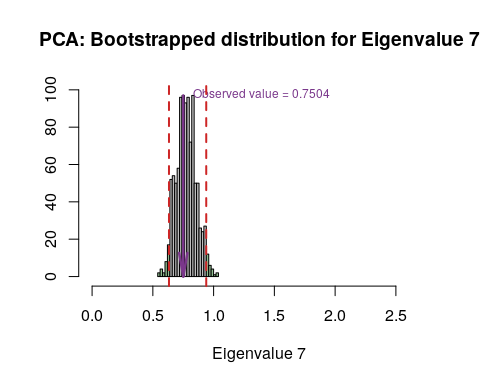 PCA: Bootstrapped distribution for Eigenvalue 7
Observed value = 0.7504
100
80
60
40
20
0
0.0 0.5 1.0 1.5 2.0 2.5
Eigenvalue 7